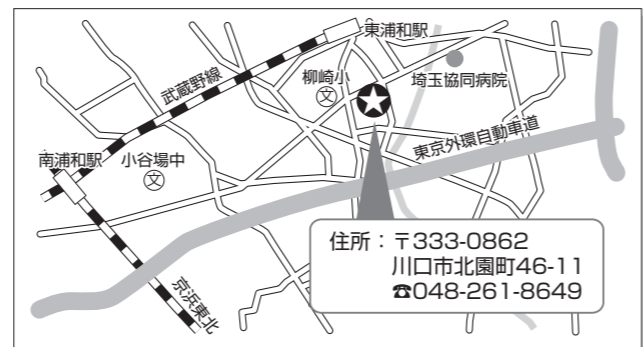 東浦和駅
武蔵野線
柳崎小
文
埼玉協同病院
東京外環自動車道
南浦和駅
小谷場中
文
京浜東北
住所：〒333-0862
川口市北園町46-11
☎048-261-8649